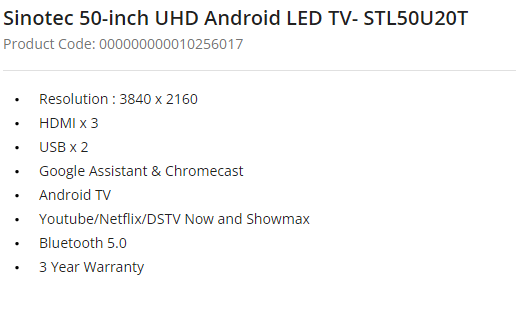 Sinotec 50-inch UHD Android LED TV- STL50U20T
Product Code: 000000000010256017
• Resolution : 3840 x 2160
• HDMI x 3
• USB x 2
• Google Assistant & Chromecast
• Android TV
• Youtube/Netflix/DSTV Now and Showmax
• Bluetooth 5.0
• 3 Year Warranty